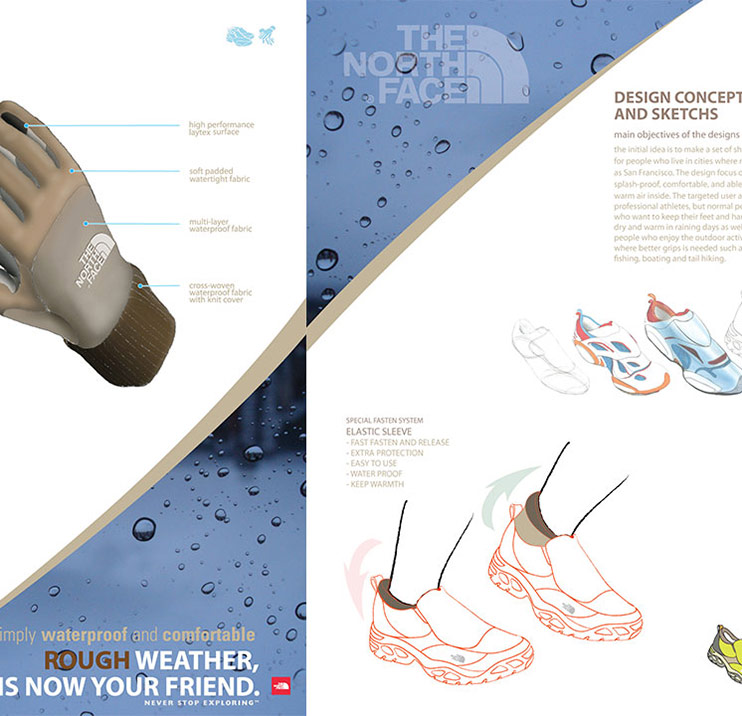 high performance
laytex surface
soft padded
watertight fabric
multi-layer
waterproof fabric
THE
NORTH
FACE
cross-woven
waterproof fabric
with knit cover
imply waterproof and comfortable
ROUGH WEATHER,
IS NOW YOUR FRIEND.
NEVER STOP EXPLORING™
THE
NORTH
FACE
DESIGN CONCEPT
AND SKETCHS
main objectives of the designs
the initial idea is to make a set of sh
for people who live in cities where r
as San Francisco. The design focus o
splash-proof, comfortable, and able
warm air inside. The targeted user a
professional athletes, but normal pe
who want to keep their feet and han
dry and warm in raining days as wel
people who enjoy the outdoor activ
where better grips is needed such a
fishing, boating and tail hiking.
SPECIAL FASTEN SYSTEM
ELASTIC SLEEVE
- FAST FASTEN AND RELEASE
- EXTRA PROTECTION
- EASY TO USE
- WATER PROOF
- KEEP WARMTH